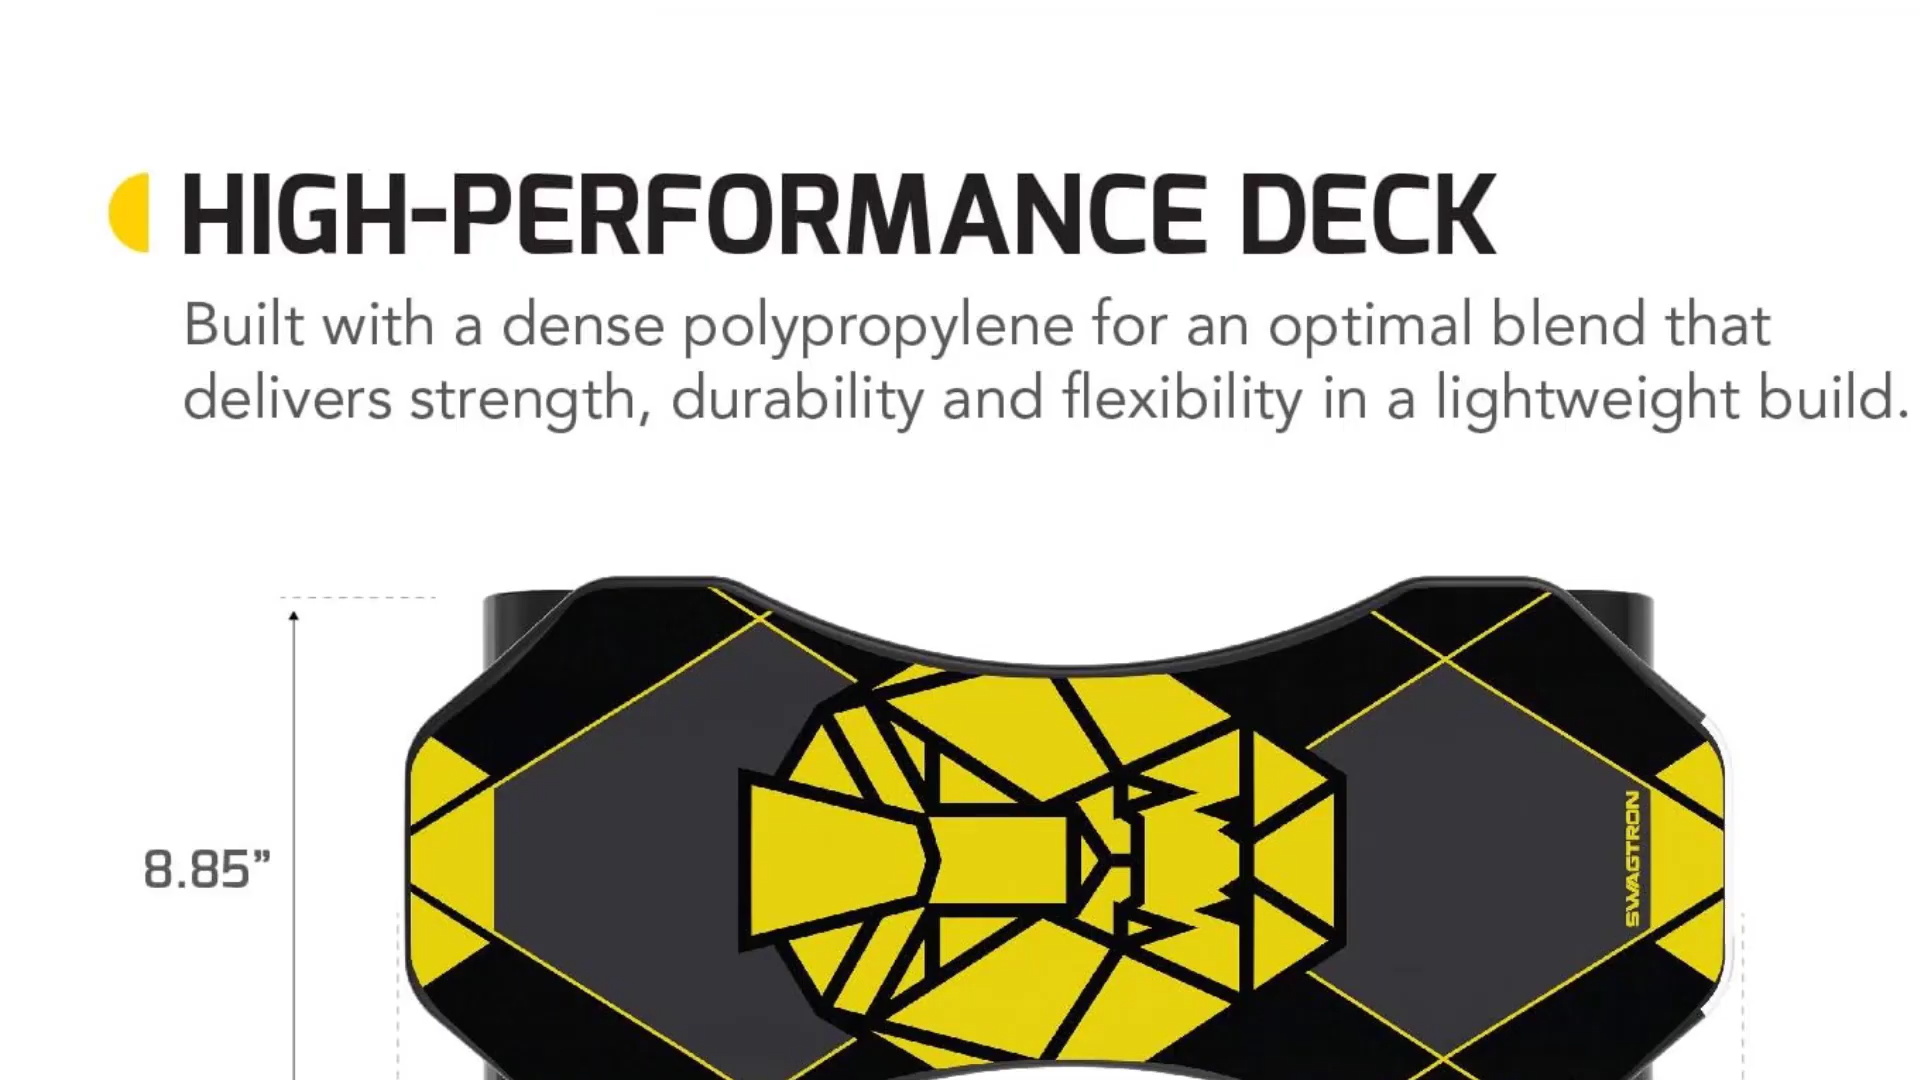 HIGH-PERFORMANCE DECK
Built with a dense polypropylene for an optimal blend that
delivers strength, durability and flexibility in a lightweight build.
8.85”
SWAGTRON